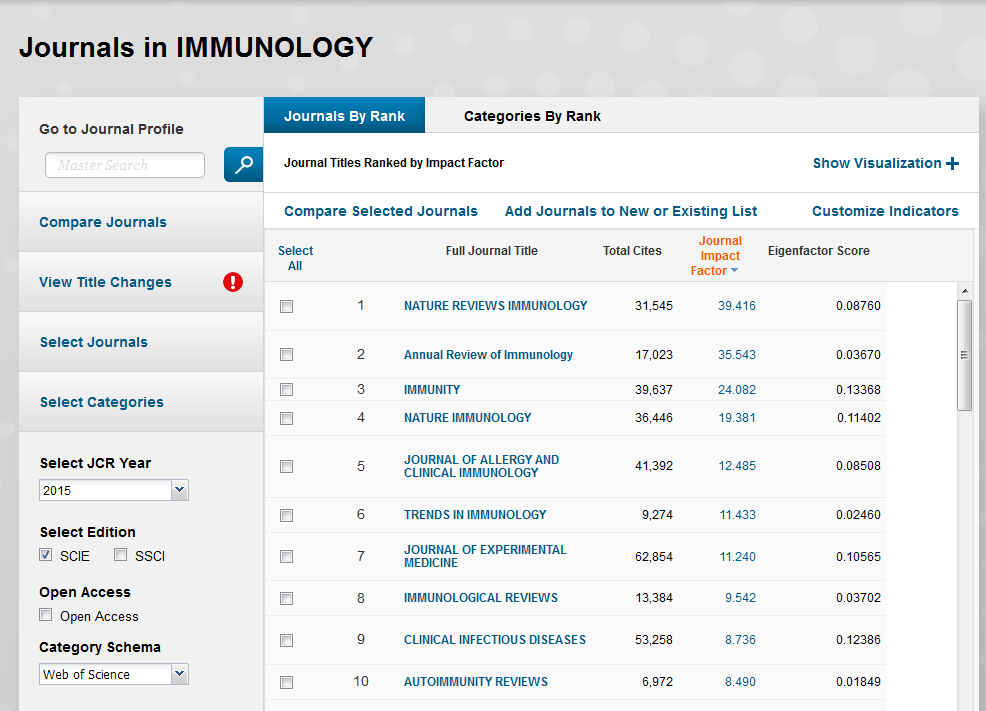 Journals in IMMUNOLOGY
Go to Journal Profile
Master Search
Compare Journals
View Title Changes
Select Journals
Select Categories
Select JCR Year
2015
Select Edition
SCIE SSCI
Open Access
Open Access
Category Schema
Web of Science
Journals By Rank Categories By Rank
Journal Titles Ranked by Impact Factor Show Visualization +
Compare Selected Journals Add Journals to New or Existing List Customize Indicators
Select
All
Full Journal Title
Total Cites
Journal
Impact
Factor
Eigenfactor Score
1 NATURE REVIEWS IMMUNOLOGY 31,545 39.416 0.08760
2 Annual Review of Immunology 17,023 35.543 0.03670
3 IMMUNITY 39,637 24.082 0.13368
4 NATURE IMMUNOLOGY 36,446 19.381 0.11402
5 JOURNAL OF ALLERGY AND
CLINICAL IMMUNOLOGY 41,392 12.485 0.08508
6 TRENDS IN IMMUNOLOGY 9,274 11.433 0.02460
7 JOURNAL OF EXPERIMENTAL
MEDICINE 62,854 11.240 0.10565
8 IMMUNOLOGICAL REVIEWS 13,384 9.542 0.03702
9 CLINICAL INFECTIOUS DISEASES 53,258 8.736 0.12386
10 AUTOIMMUNITY REVIEWS 6,972 8.490 0.01849